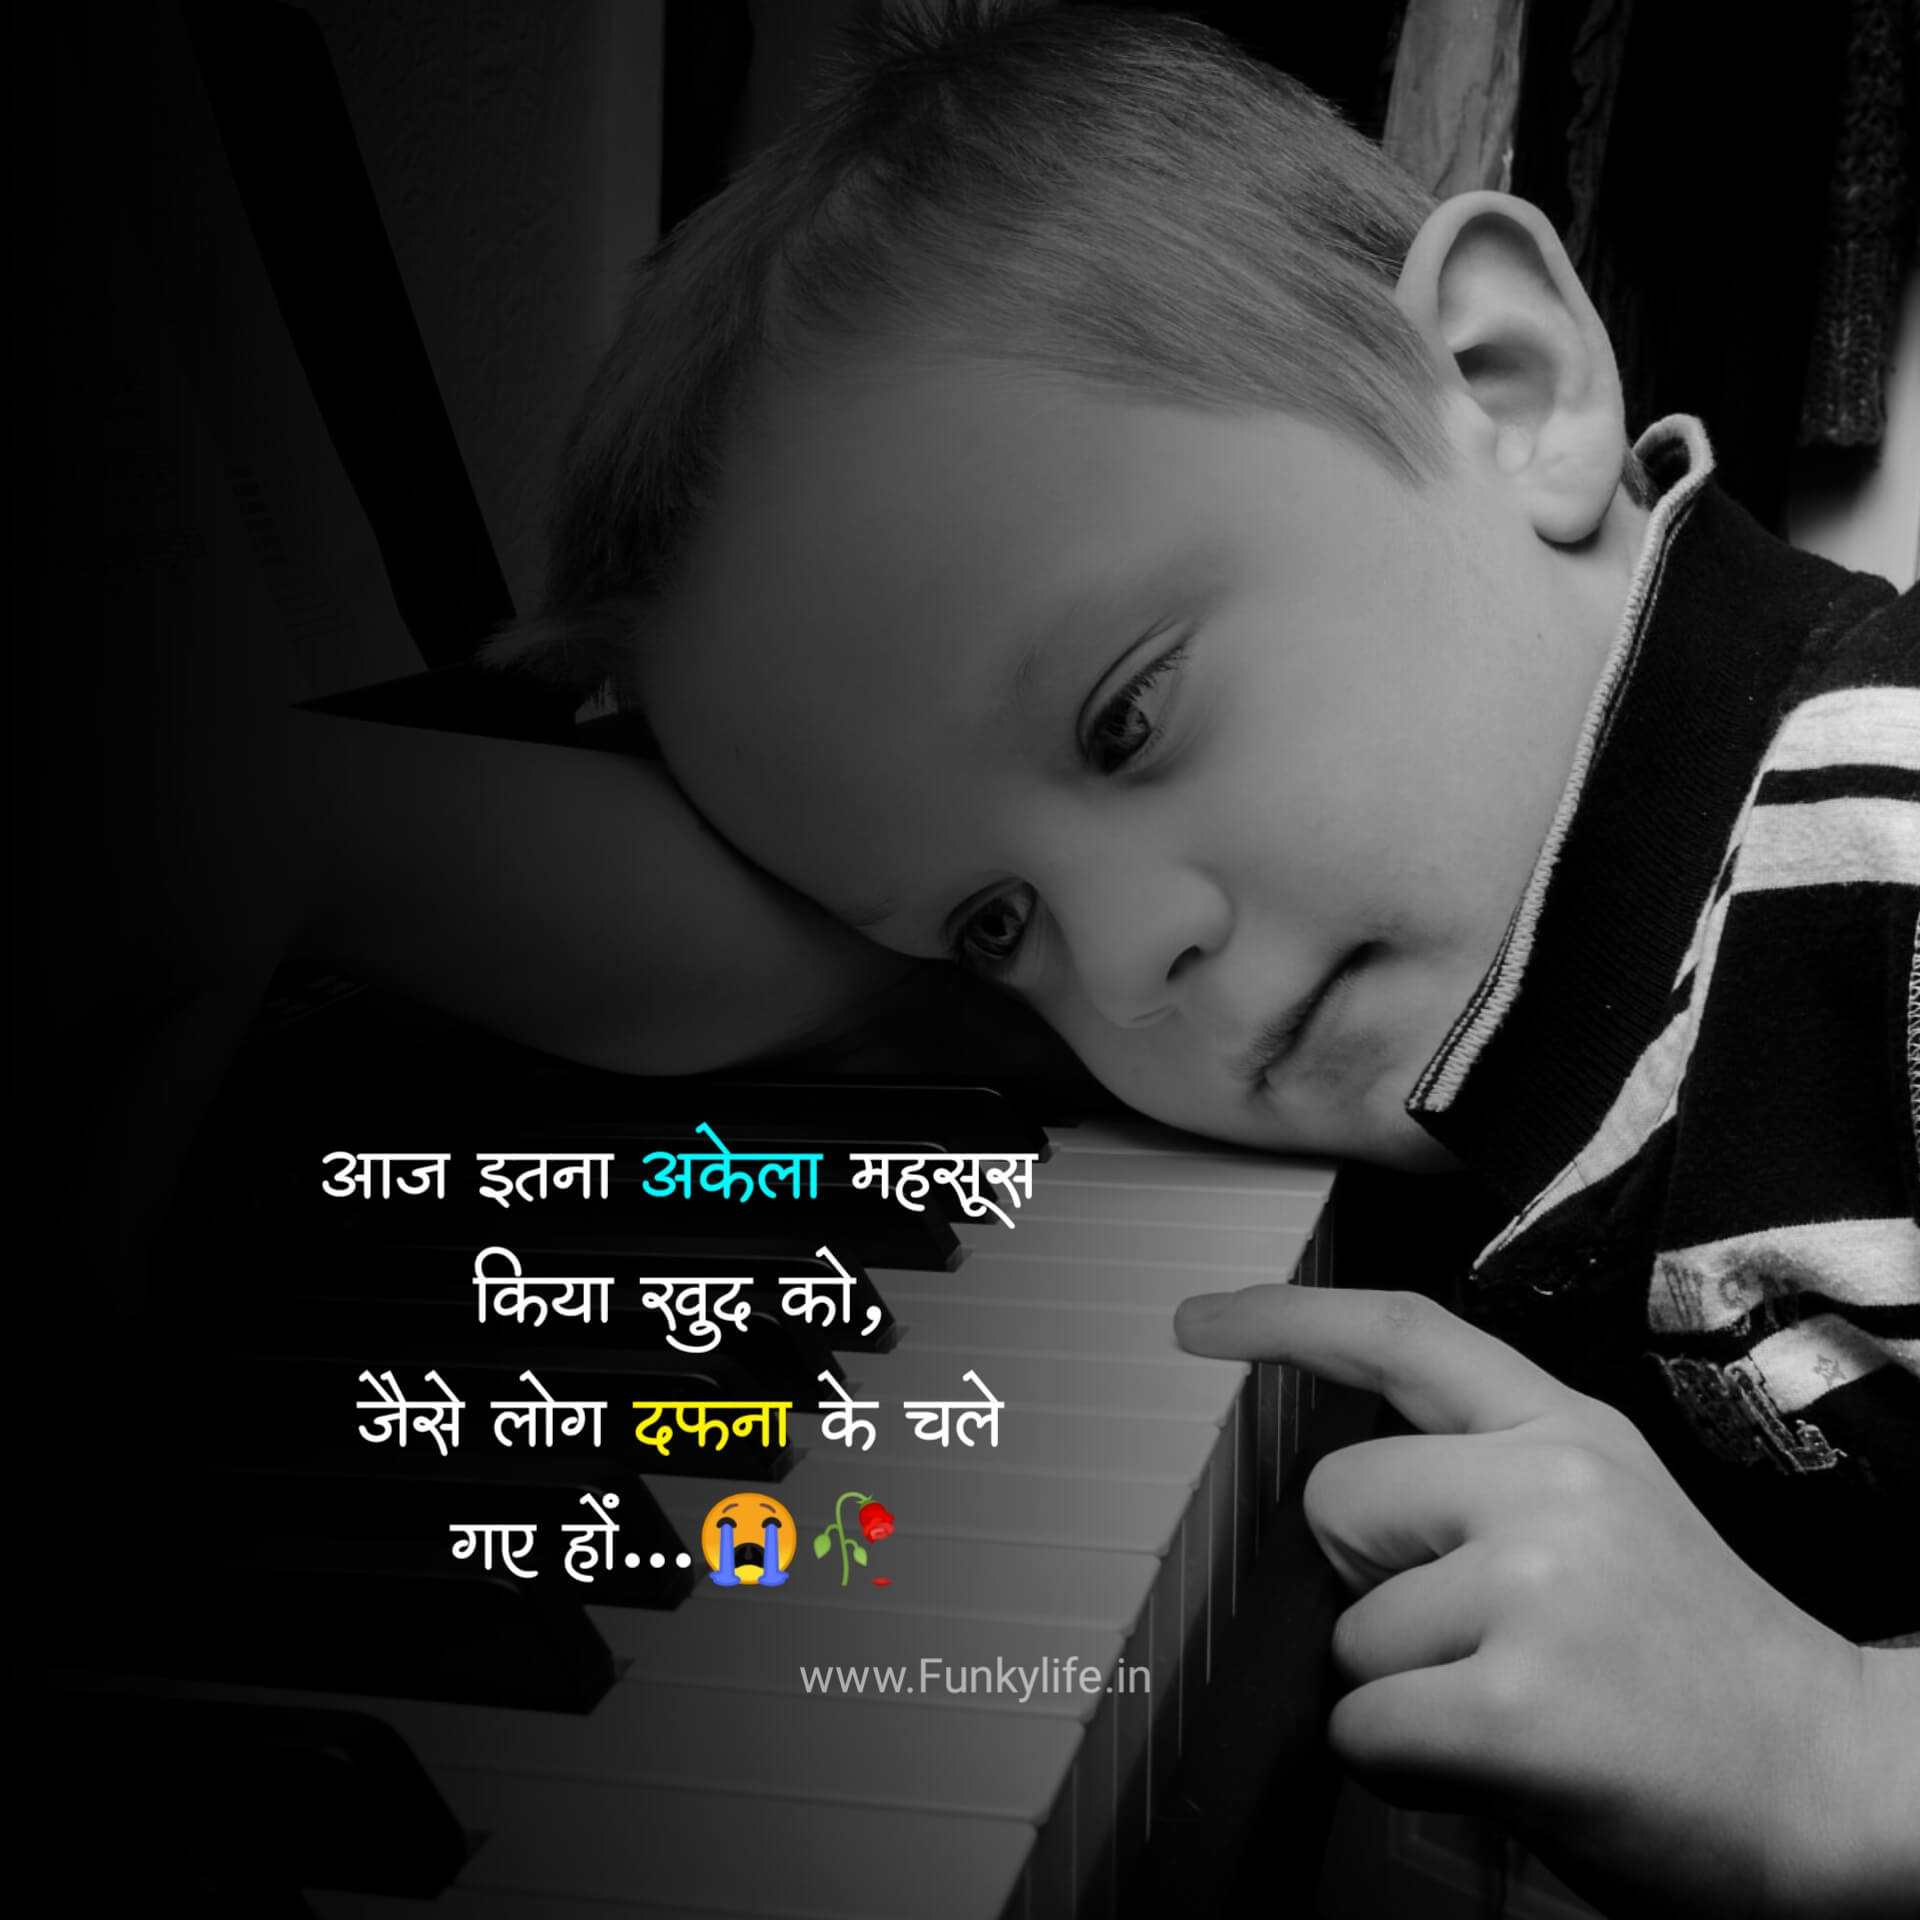 आज इतना अकेला महसूस
किया खुद को,
जैसे लोग दफना के चले
गए हों...😭🥀
www.Funkylife.in